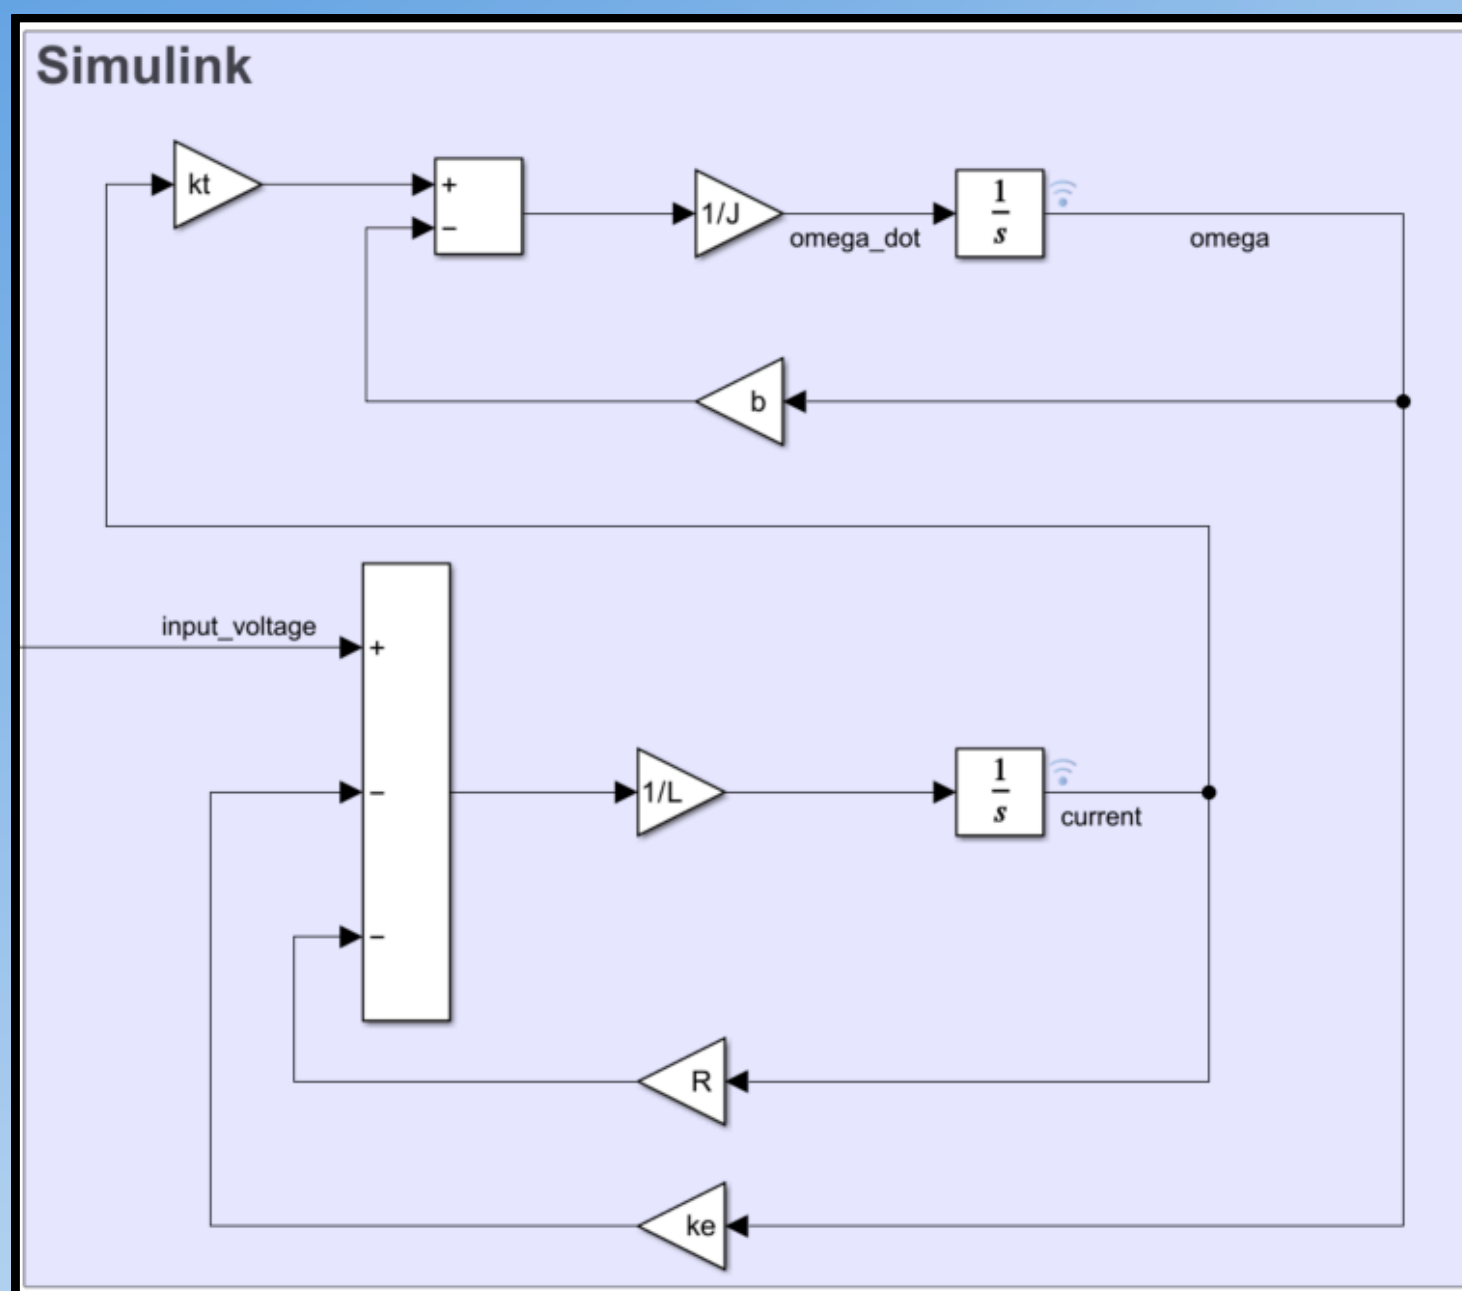 Simulink
kt
+
−
1/J
omega_dot
1
s
omega
b
input_voltage
+
−
−
1/L
1
s
current
R
ke